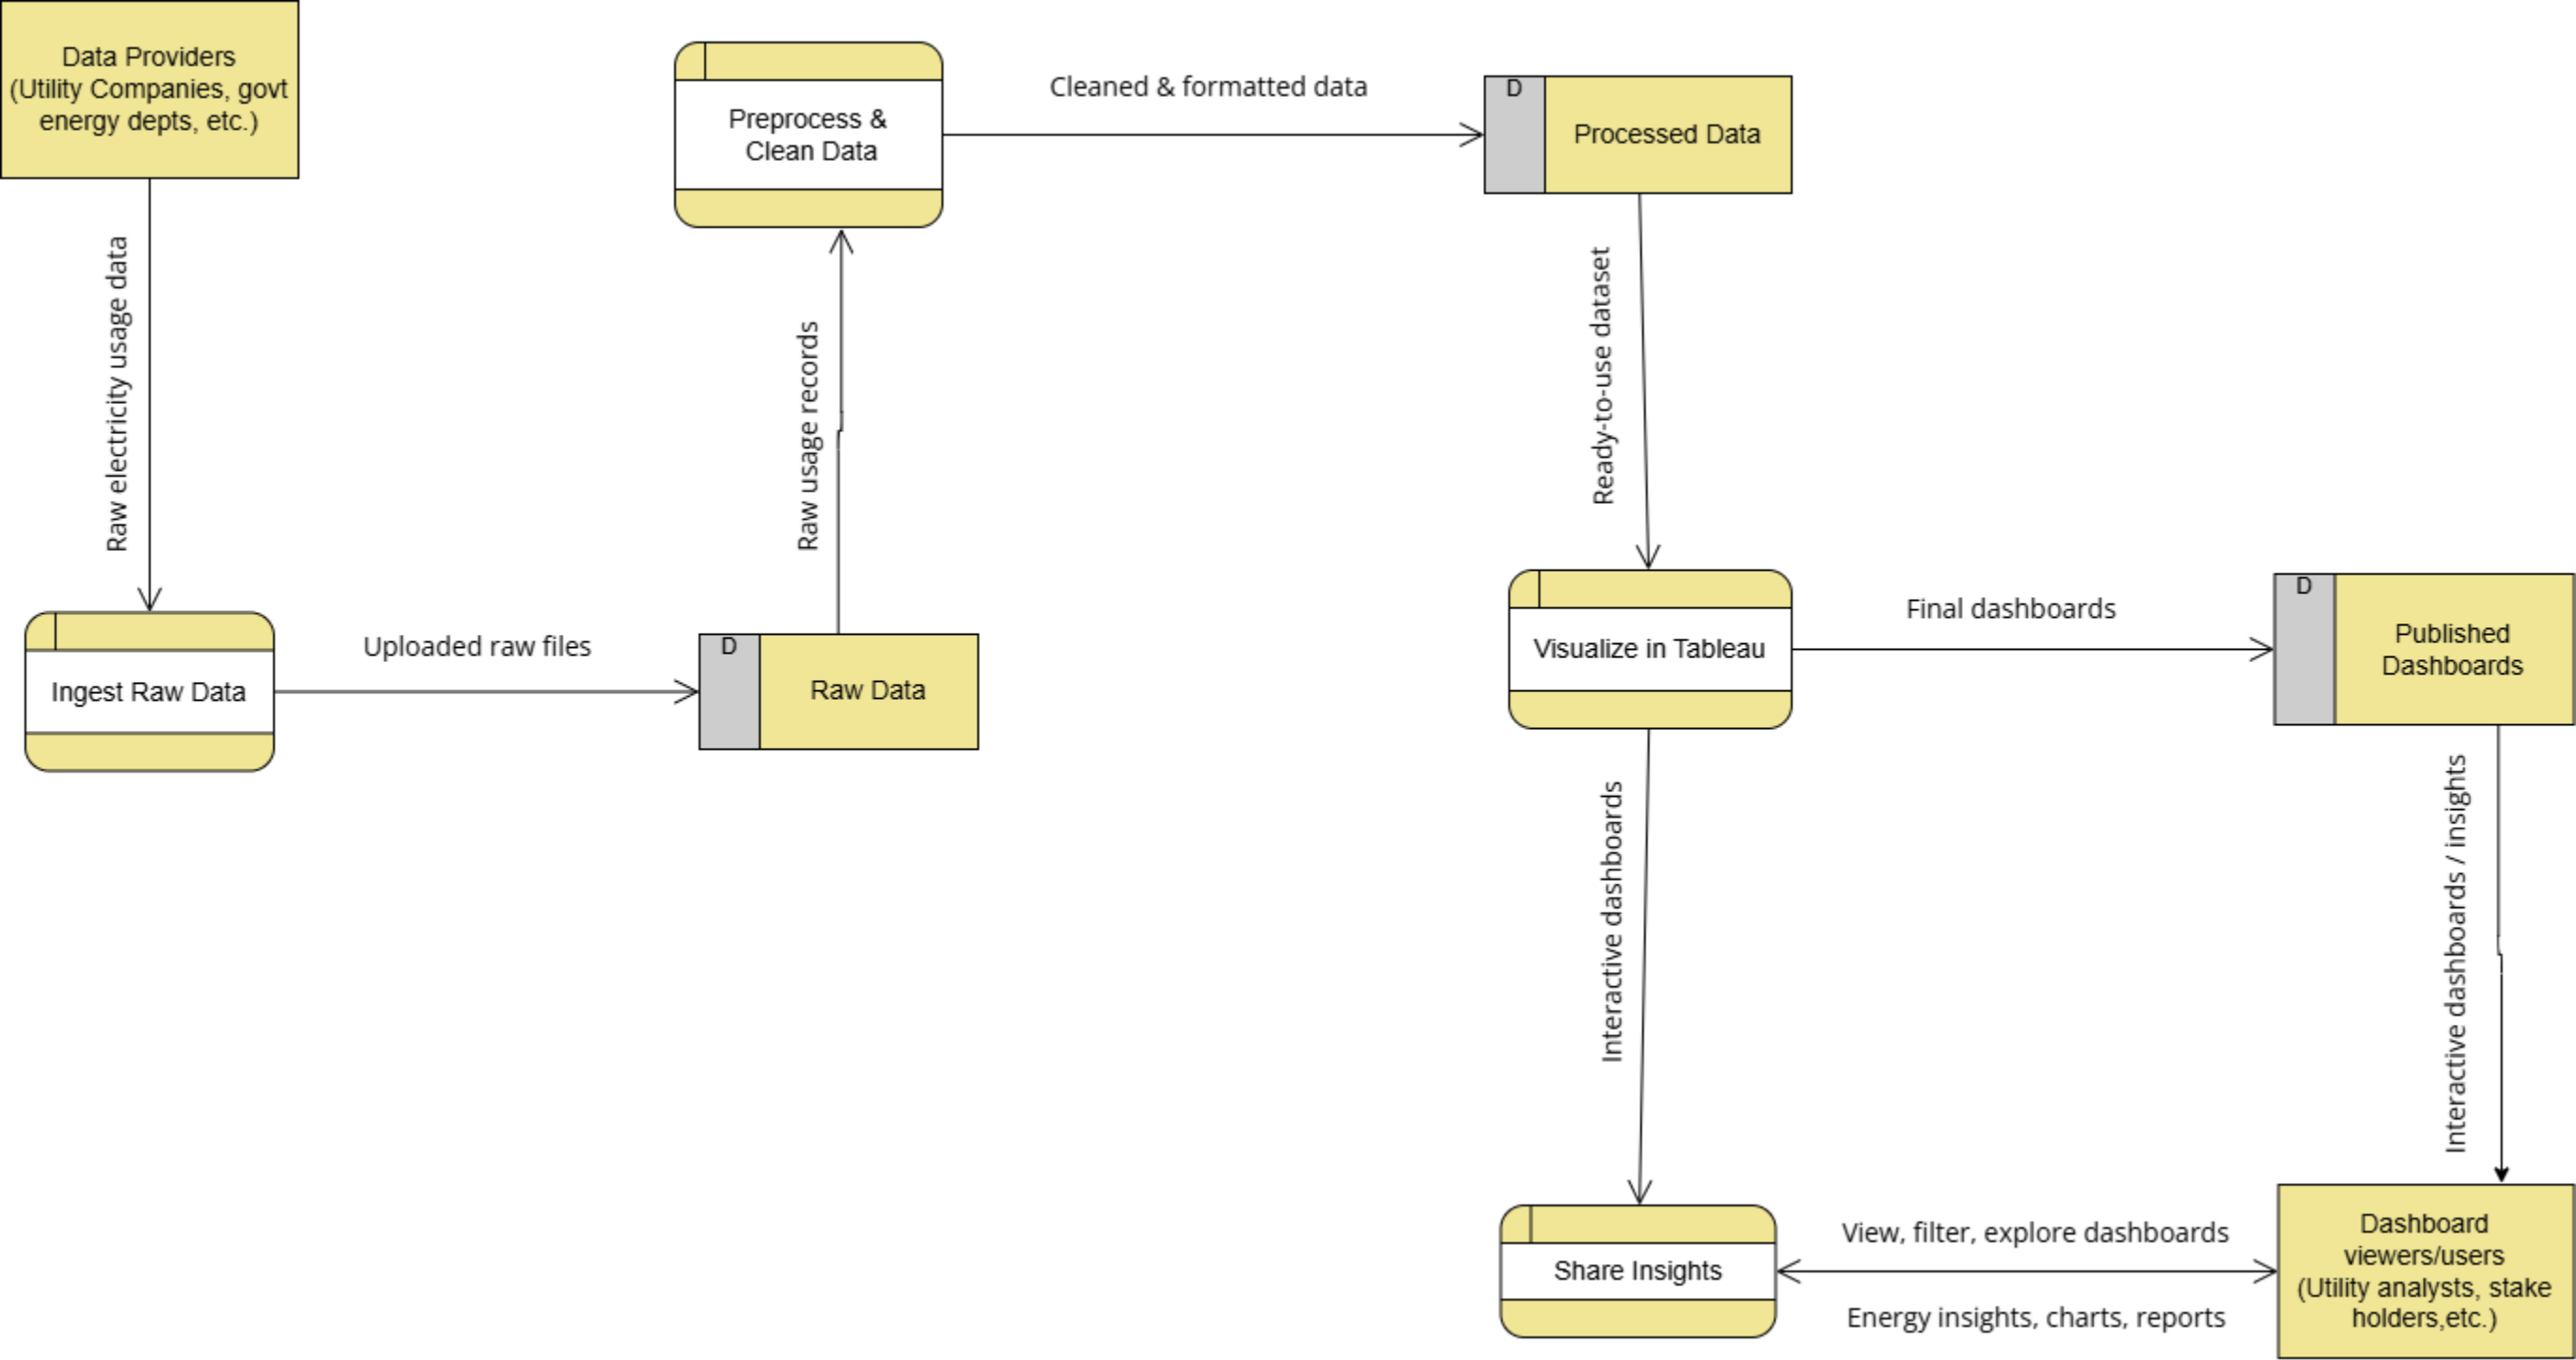 Data Providers
(Utility Companies, govt
energy depts, etc.)
Raw electricity usage data
Ingest Raw Data
Uploaded raw files
D
Raw Data
Raw usage records
Preprocess &
Clean Data
Cleaned & formatted data
D
Processed Data
Ready-to-use dataset
Visualize in Tableau
Final dashboards
D
Published
Dashboards
Interactive dashboards
Interactive dashboards / insights
Share Insights
View, filter, explore dashboards
Energy insights, charts, reports
Dashboard
viewers/users
(Utility analysts, stake
holders,etc.)